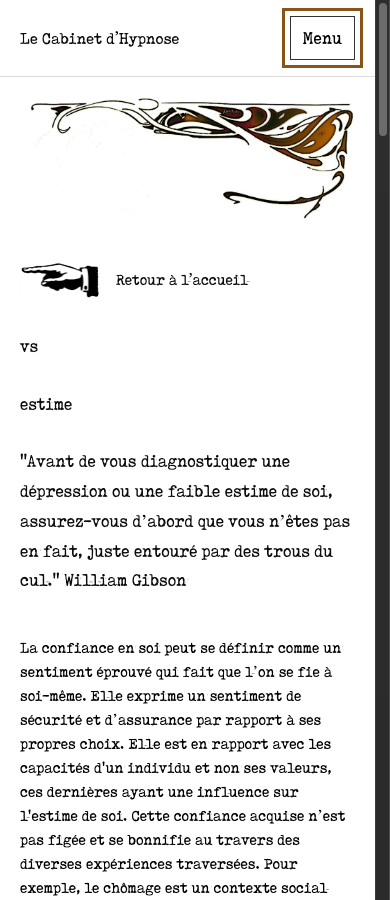 Le Cabinet d’Hypnose
Menu
Retour à l’accueil
vs
estime
"Avant de vous diagnostiquer une
dépression ou une faible estime de soi,
assurez-vous d’abord que vous n’êtes pas
en fait, juste entouré par des trous du
cul." William Gibson
La confiance en soi peut se définir comme un
sentiment éprouvé qui fait que l’on se fie à
soi-même. Elle exprime un sentiment de
sécurité et d’assurance par rapport à ses
propres choix. Elle est en rapport avec les
capacités d'un individu et non ses valeurs,
ces dernières ayant une influence sur
l'estime de soi. Cette confiance acquise n’est
pas figée et se bonifie au travers des
diverses expériences traversées. Pour
exemple, le chômage est un contexte social